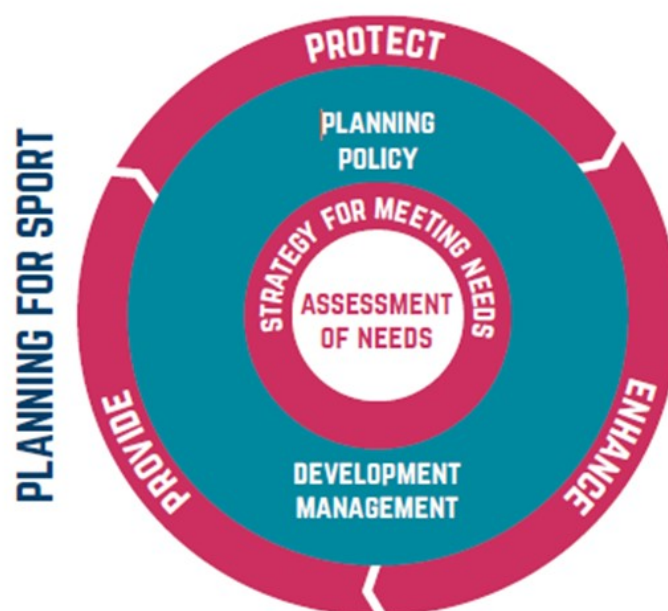 PLANNING FOR SPORT
PROTECT
PLANNING
POLICY
STRATEGY FOR MEETING NEEDS
ASSESSMENT
OF NEEDS
DEVELOPMENT
MANAGEMENT
PROVIDE
ENHANCE